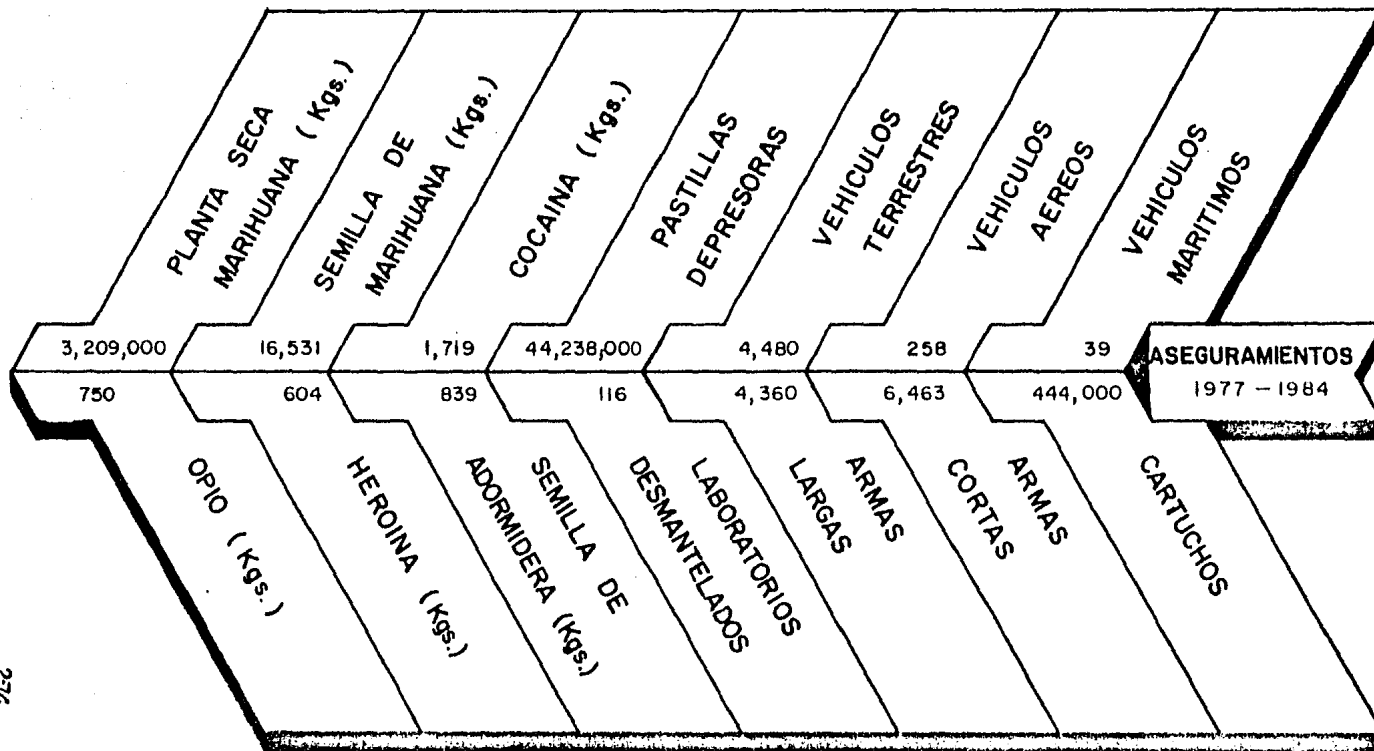 PLANTA SECA
MARIHUANA (Kgs.)
SEMILLA DE
MARIHUANA (Kgs.)
COCAINA (Kgs.)
PASTILLAS
DEPRESORAS
VEHICULOS
TERRESTRES
VEHICULOS
AEREOS
VEHICULOS
MARITIMOS
3,209,000
16,531
1,719
44,238,000
4,480
258
39
ASEGURAMIENTOS
1977 - 1984
750
604
839
116
4,360
6,463
444,000
OPIO (Kgs.)
HEROINA (Kgs.)
SEMILLA DE
ADORMIDERA (Kgs.)
LABORATORIOS
DESMANTELADOS
ARMAS
LARGAS
ARMAS
CORTAS
CARTUCHOS
276